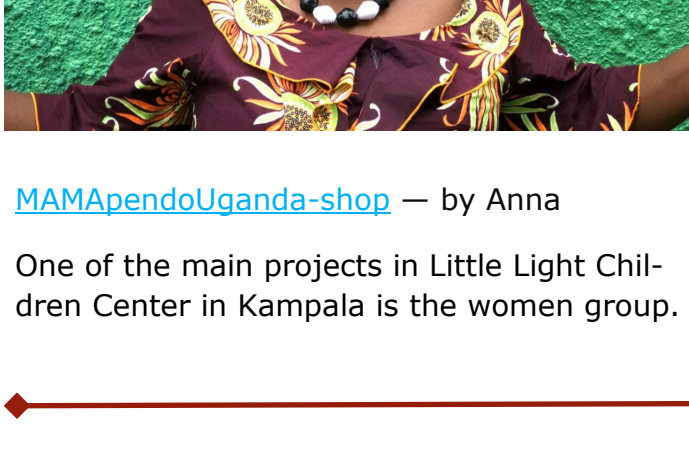 MAMApendoUganda-shop — by Anna
One of the main projects in Little Light Chil-
dren Center in Kampala is the women group.